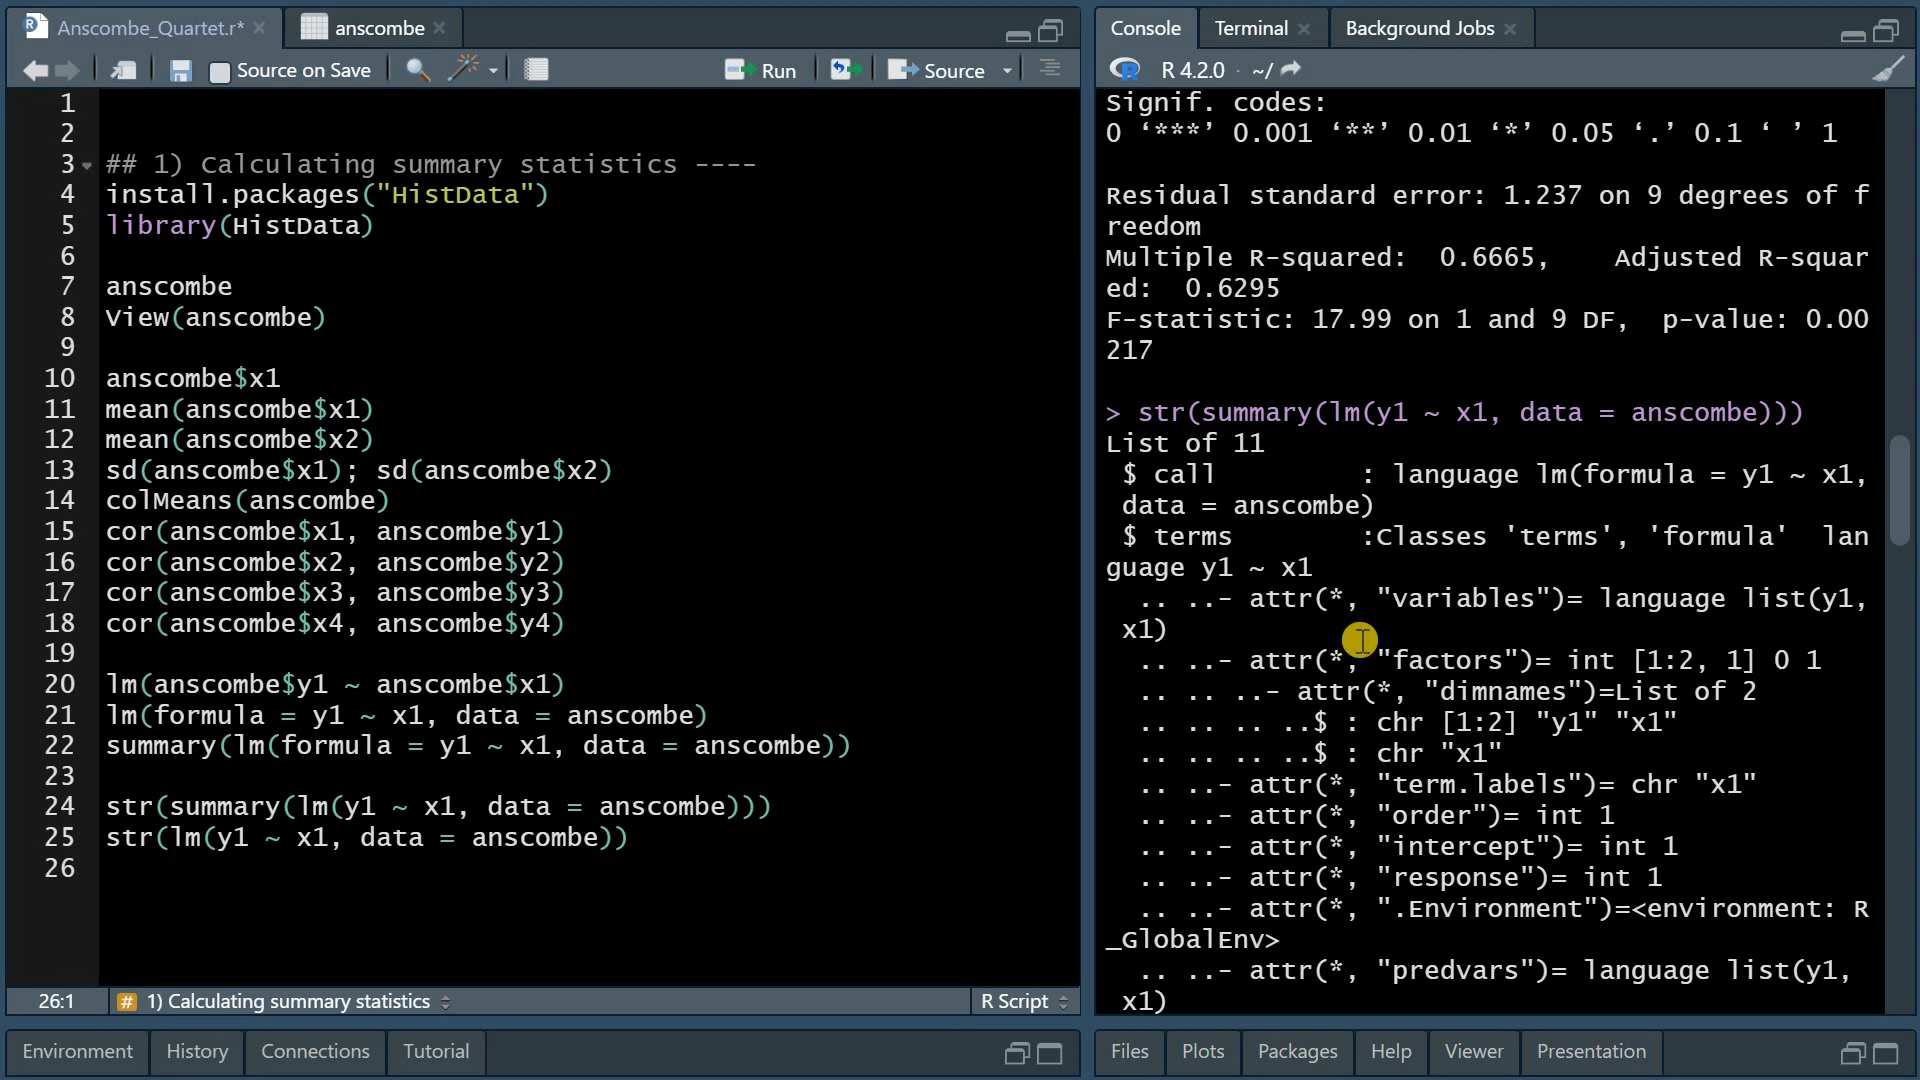 Anscombe_Quartet.r*
anscombe
Source on Save
Run
Source
1
2
3 ## 1) Calculating summary statistics ----
4 install.packages("HistData")
5 library(HistData)
6
7 anscombe
8 View(anscombe)
9
10 anscombe$x1
11 mean(anscombe$x1)
12 mean(anscombe$x2)
13 sd(anscombe$x1); sd(anscombe$x2)
14 colMeans(anscombe)
15 cor(anscombe$x1, anscombe$y1)
16 cor(anscombe$x2, anscombe$y2)
17 cor(anscombe$x3, anscombe$y3)
18 cor(anscombe$x4, anscombe$y4)
19
20 lm(anscombe$y1 ~ anscombe$x1)
21 lm(formula = y1 ~ x1, data = anscombe)
22 summary(lm(formula = y1 ~ x1, data = anscombe))
23
24 str(summary(lm(y1 ~ x1, data = anscombe)))
25 str(lm(y1 ~ x1, data = anscombe))
26
26:1 # 1) Calculating summary statistics R Script
Environment History Connections Tutorial
Console Terminal Background Jobs
R 4.2.0 · ~/
Signif. codes:
0 ‘***’ 0.001 ‘**’ 0.01 ‘*’ 0.05 ‘.’ 0.1 ‘ ’ 1
Residual standard error: 1.237 on 9 degrees of f
reedom
Multiple R-squared:  0.6665,    Adjusted R-squar
ed:  0.6295
F-statistic: 17.99 on 1 and 9 DF,  p-value: 0.00
217
> str(summary(lm(y1 ~ x1, data = anscombe)))
List of 11
 $ call         : language lm(formula = y1 ~ x1,
 data = anscombe)
 $ terms        :Classes 'terms', 'formula'  lan
guage y1 ~ x1
  .. ..- attr(*, "variables")= language list(y1,
 x1)
  .. ..- attr(*, "factors")= int [1:2, 1] 0 1
  .. .. ..- attr(*, "dimnames")=List of 2
  .. .. .. ..$ : chr [1:2] "y1" "x1"
  .. .. .. ..$ : chr "x1"
  .. ..- attr(*, "term.labels")= chr "x1"
  .. ..- attr(*, "order")= int 1
  .. ..- attr(*, "intercept")= int 1
  .. ..- attr(*, "response")= int 1
  .. ..- attr(*, ".Environment")=<environment: R
_GlobalEnv>
  .. ..- attr(*, "predvars")= language list(y1,
 x1)
Files Plots Packages Help Viewer Presentation